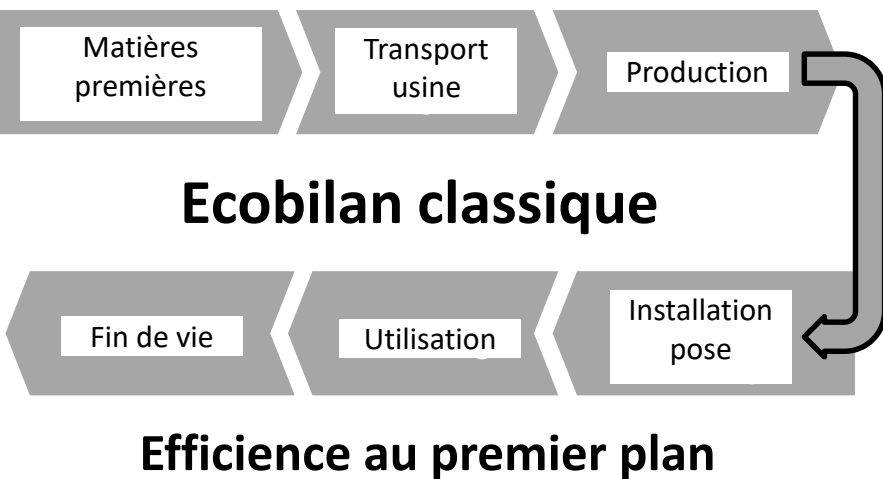 Matières
premières
Transport
usine
Production
Ecobilan classique
Fin de vie
Utilisation
Installation
pose
Efficience au premier plan